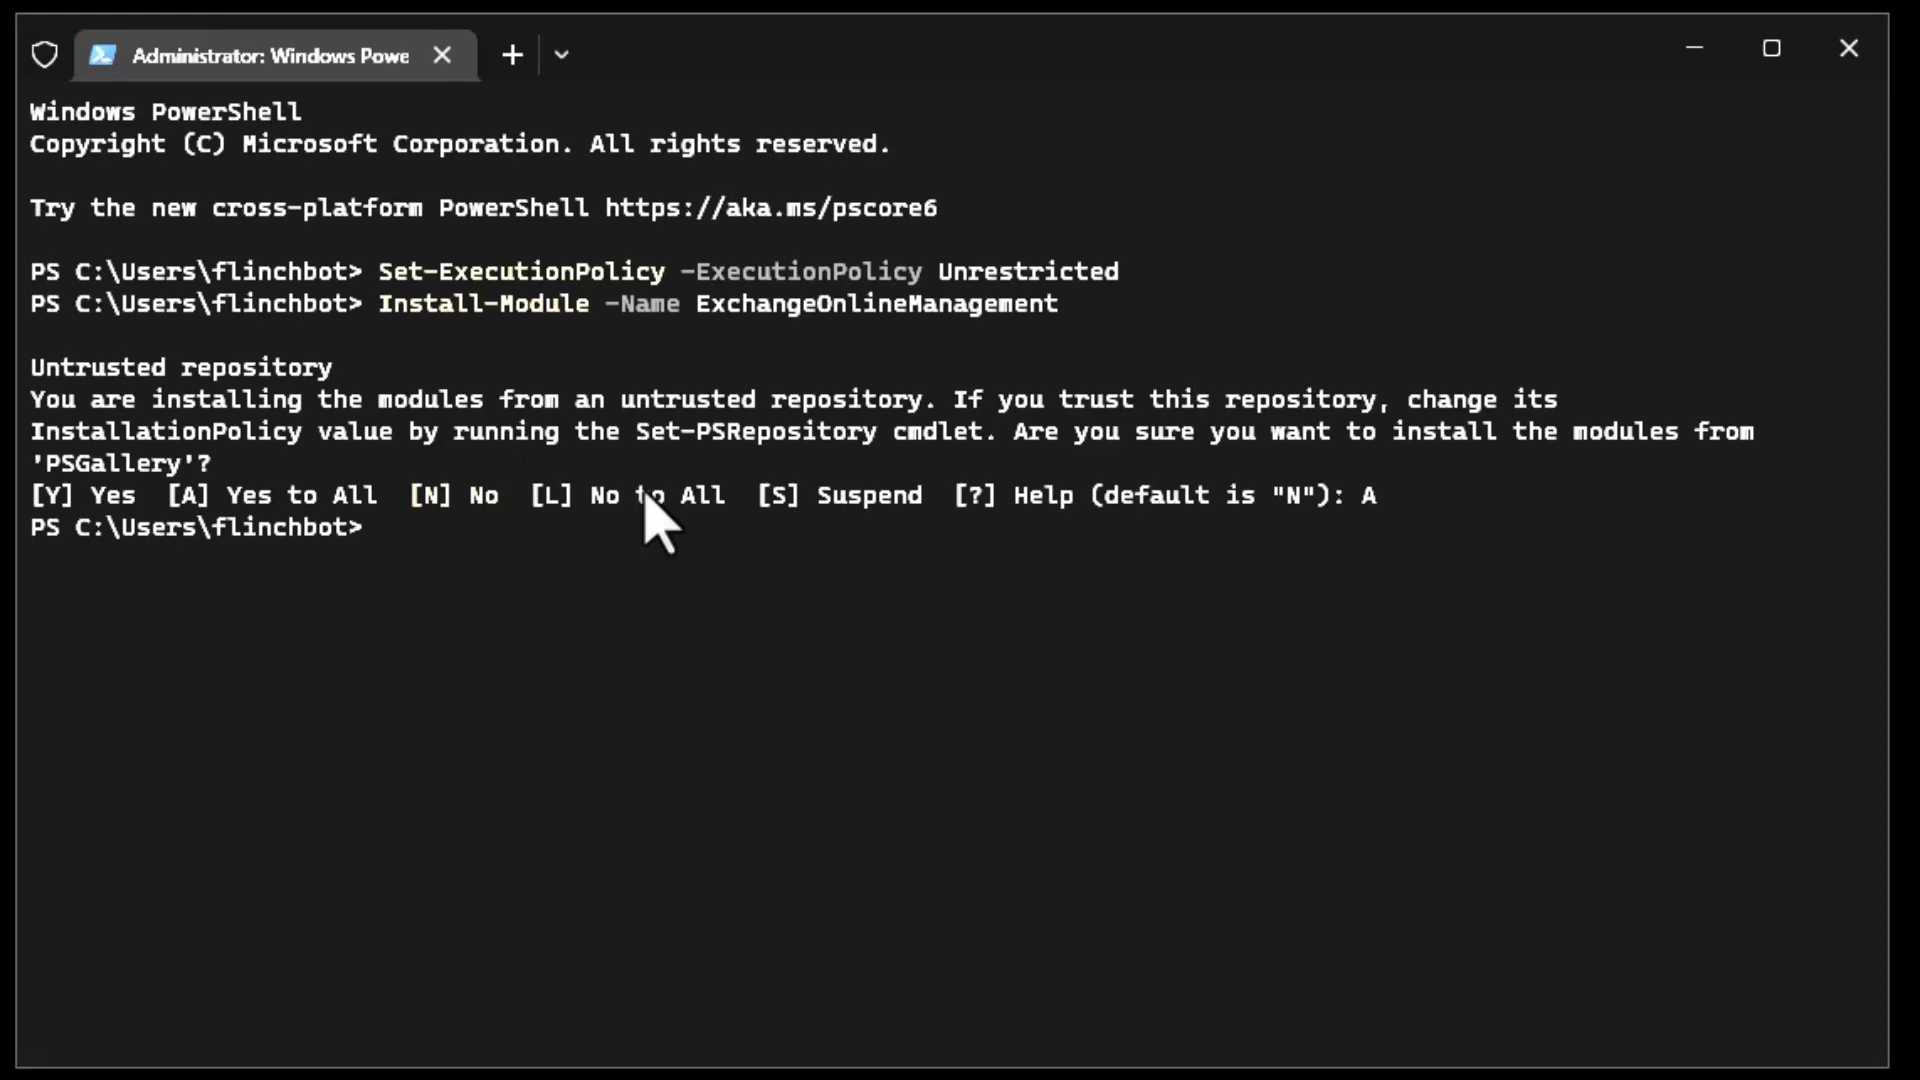 Administrator: Windows Powe
Windows PowerShell
Copyright (C) Microsoft Corporation. All rights reserved.
Try the new cross-platform PowerShell https://aka.ms/pscore6
PS C:\Users\flinchbot> Set-ExecutionPolicy -ExecutionPolicy Unrestricted
PS C:\Users\flinchbot> Install-Module -Name ExchangeOnlineManagement
Untrusted repository
You are installing the modules from an untrusted repository. If you trust this repository, change its
InstallationPolicy value by running the Set-PSRepository cmdlet. Are you sure you want to install the modules from
'PSGallery'?
[Y] Yes  [A] Yes to All  [N] No  [L] No to All  [S] Suspend  [?] Help (default is "N"): A
PS C:\Users\flinchbot>